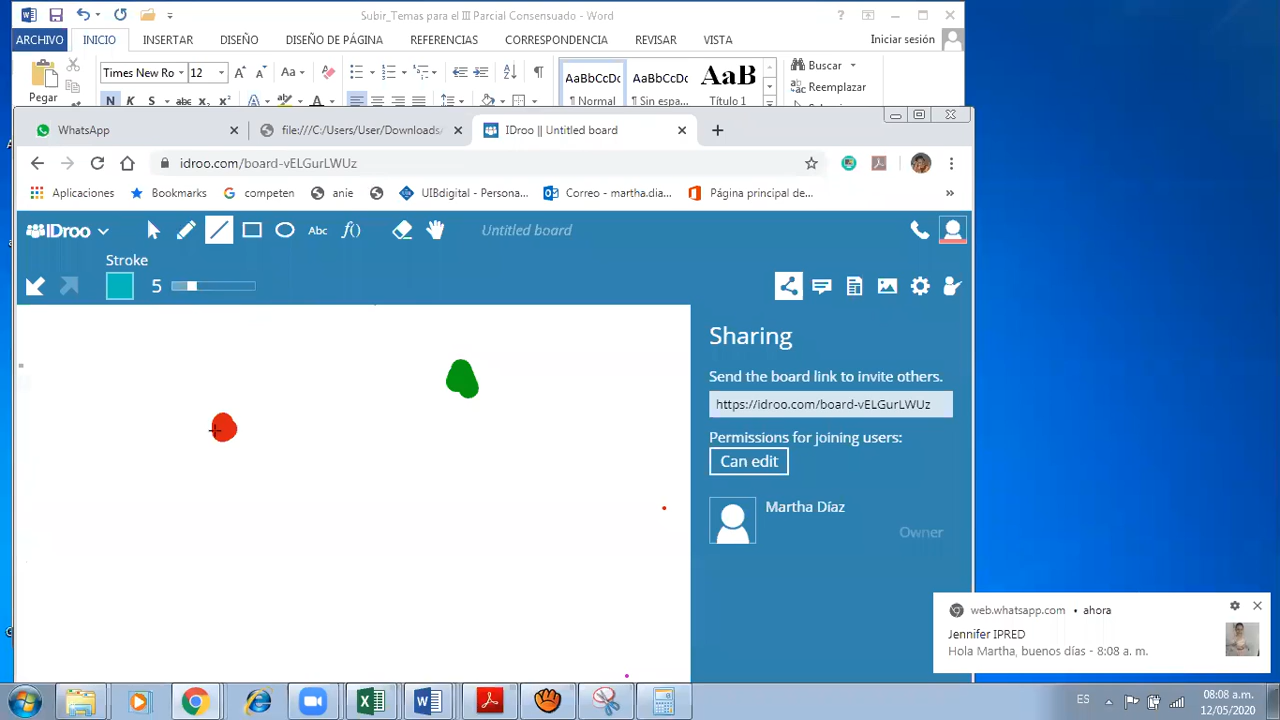 Subir_Temas para el III Parcial Consensuado - Word
ARCHIVO INICIO INSERTAR DISEÑO DISEÑO DE PÁGINA REFERENCIAS CORRESPONDENCIA REVISAR VISTA Iniciar sesión
Pegar Times New Ro 12
N K S abc x₂ x²
AaBbCcDc AaBbCcDc AaB
¶ Normal ¶ Sin espa... Título 1
Buscar
Reemplazar
WhatsApp file:///C:/Users/User/Downloads/ IDroo || Untitled board
idroo.com/board-vELGurLWUz
Aplicaciones Bookmarks competen anie UIBdigital - Persona... Correo - martha.dia... Página principal de... »
IDroo Abc f() Untitled board
Stroke
5
Sharing
Send the board link to invite others.
https://idroo.com/board-vELGurLWUz
Permissions for joining users:
Can edit
Martha Díaz
Owner
web.whatsapp.com • ahora
Jennifer IPRED
Hola Martha, buenos días - 8:08 a. m.
ES 08:08 a.m.
12/05/2020